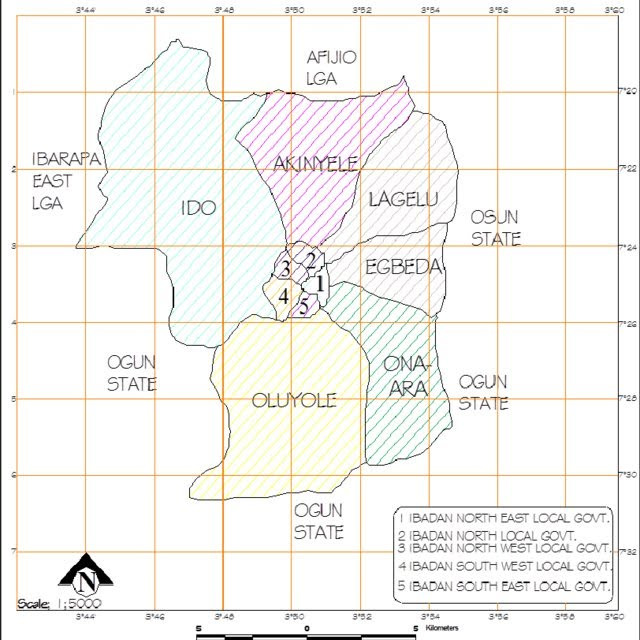 3°44 3°46 3°48 3°50 3°52 3°54 3°56 3°60
AFIJIO
LGA
1 7°20
AKINYELE
IBARAPA
EAST
LGA
2 7°22
LAGELU
IDO
OSUN
STATE
3 7°24
2
3
EGBEDA
1
4
5
4 7°26
OGUN
STATE
ONA-
ARA
OGUN
STATE
OLUYOLE
5 7°28
6 7°30
OGUN
STATE
1 IBADAN NORTH EAST LOCAL GOVT.
2 IBADAN NORTH LOCAL GOVT.
3 IBADAN NORTH WEST LOCAL GOVT.
4 IBADAN SOUTH WEST LOCAL GOVT.
5 IBADAN SOUTH EAST LOCAL GOVT.
7 7°32
N
Scale; 1:5000
3°44 3°46 3°48 3°50 3°52 3°54 3°56 3°60
5 0 5 Kilometers